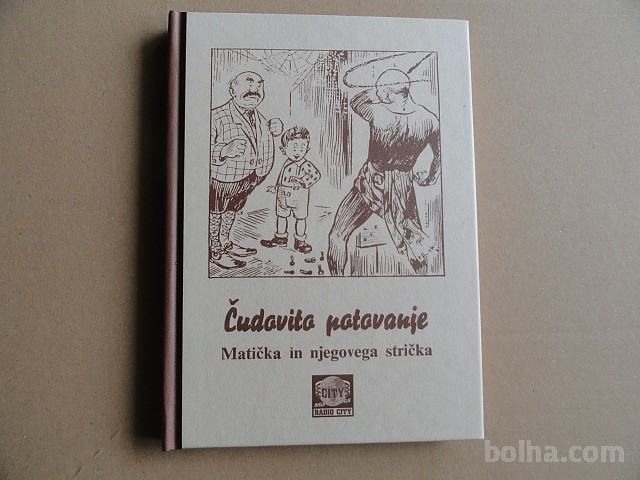 Čudovito potovanje
Matička in njegovega strička
CITY
RADIO CITY
bolha.com